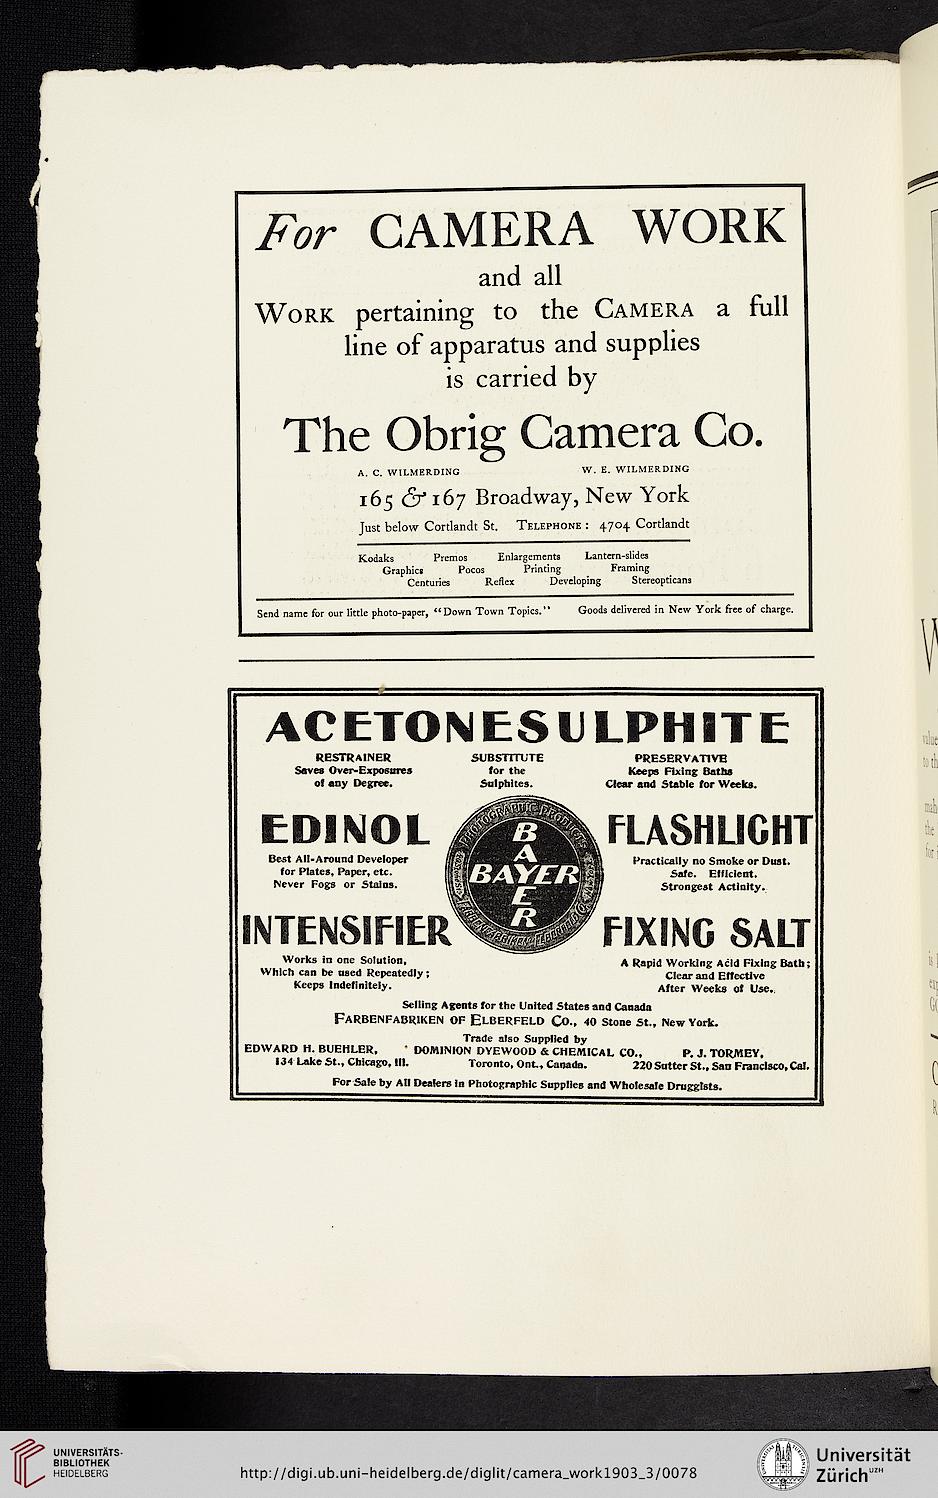 For CAMERA WORK
and all
WORK pertaining to the CAMERA a full
line of apparatus and supplies
is carried by
The Obrig Camera Co.
A. C. WILMERDING W. E. WILMERDING
165 & 167 Broadway, New York
Just below Cortlandt St. TELEPHONE: 4704 Cortlandt
Kodaks Premos Enlargements Lantern-slides
Graphics Pocos Printing Framing
Centuries Reflex Developing Stereopticans
Send name for our little photo-paper, "Down Town Topics." Goods delivered in New York free of charge.
ACETONESULPHITE
RESTRAINER
Saves Over-Exposures
of any Degree.
SUBSTITUTE
for the
Sulphites.
PRESERVATIVE
Keeps Fixing Baths
Clear and Stable for Weeks.
EDINOL
Best All-Around Developer
for Plates, Paper, etc.
Never Fogs or Stains.
BAYER
BAYER
FLASHLIGHT
Practically no Smoke or Dust.
Safe. Efficient.
Strongest Actinity.
INTENSIFIER
Works in one Solution,
Which can be used Repeatedly;
Keeps Indefinitely.
FIXING SALT
A Rapid Working Acid Fixing Bath;
Clear and Effective
After Weeks of Use.
Selling Agents for the United States and Canada
FARBENFABRIKEN OF ELBERFELD CO., 40 Stone St., New York.
Trade also Supplied by
EDWARD H. BUEHLER, DOMINION DYEWOOD & CHEMICAL CO., P. J. TORMEY,
134 Lake St., Chicago, Ill. Toronto, Ont., Canada. 220 Sutter St., San Francisco, Cal.
For Sale by All Dealers in Photographic Supplies and Wholesale Druggists.
UNIVERSITÄTS-
BIBLIOTHEK
HEIDELBERG
http://digi.ub.uni-heidelberg.de/diglit/camera_work1903_3/0078
Universität
Zürich UZH